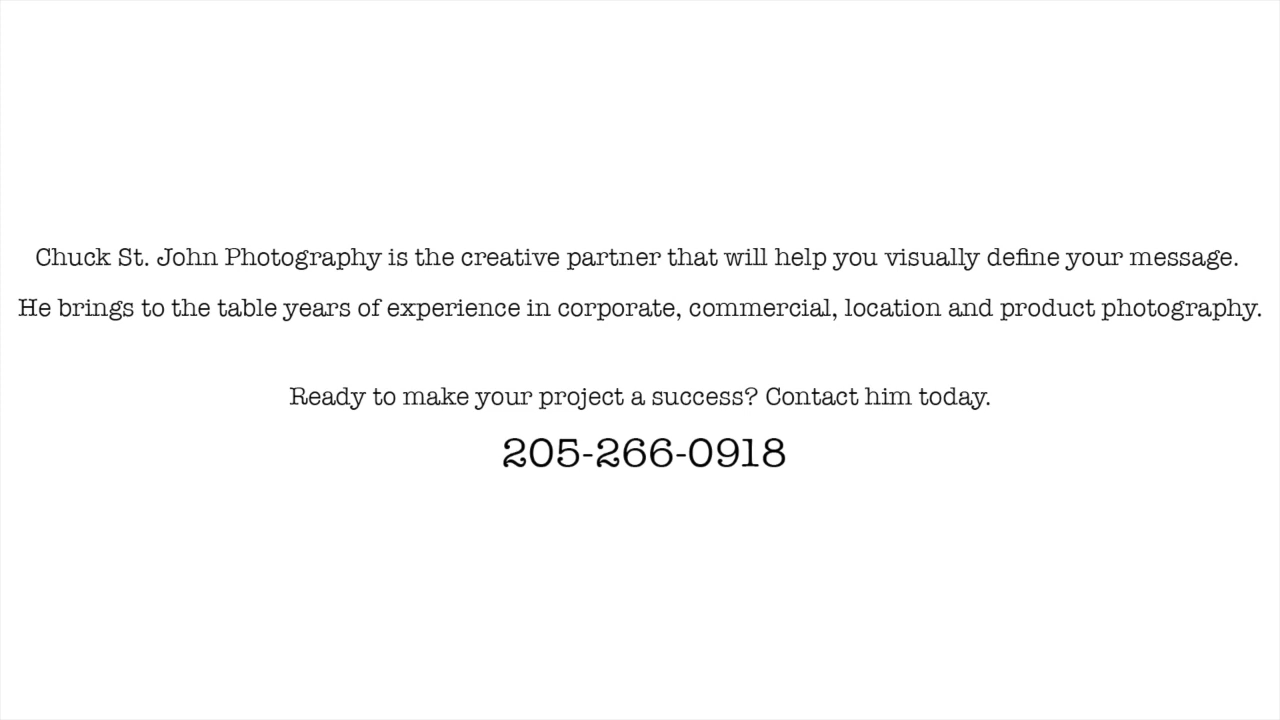 Chuck St. John Photography is the creative partner that will help you visually define your message.
He brings to the table years of experience in corporate, commercial, location and product photography.
Ready to make your project a success? Contact him today.
205-266-0918